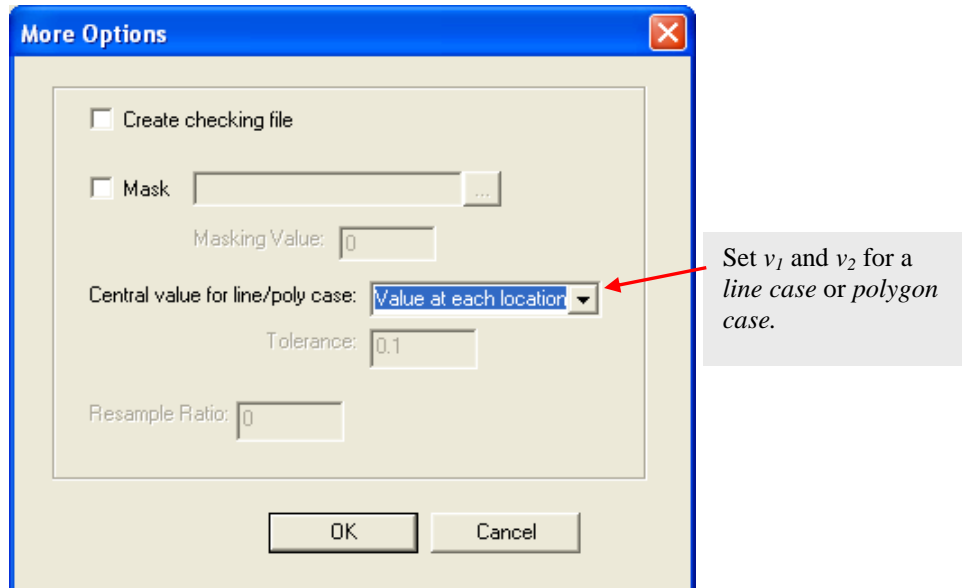 More Options
Create checking file
Mask
...
Masking Value: 0
Central value for line/poly case: Value at each location
Tolerance: 0.1
Resample Ratio: 0
OK Cancel
Set v1 and v2 for a
line case or polygon
case.